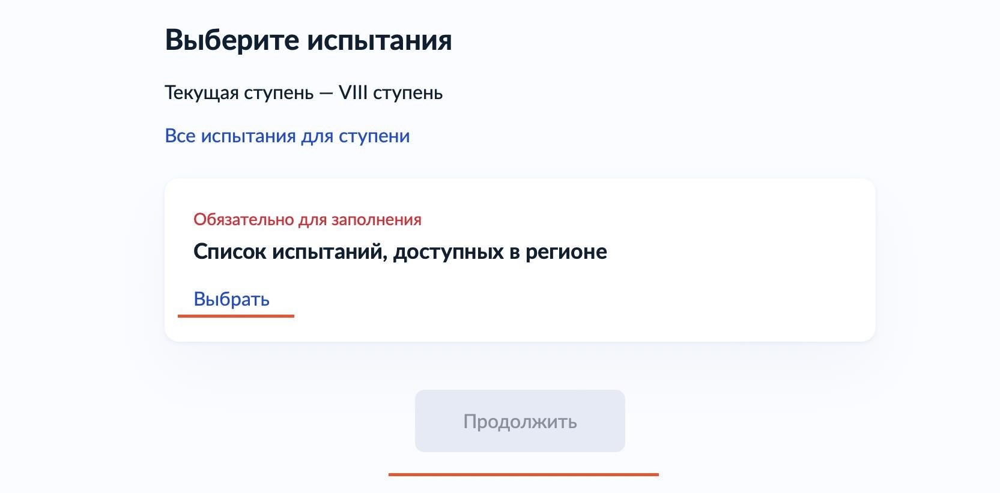 Выберите испытания
Текущая ступень — VIII ступень
Все испытания для ступени
Обязательно для заполнения
Список испытаний, доступных в регионе
Выбрать
Продолжить